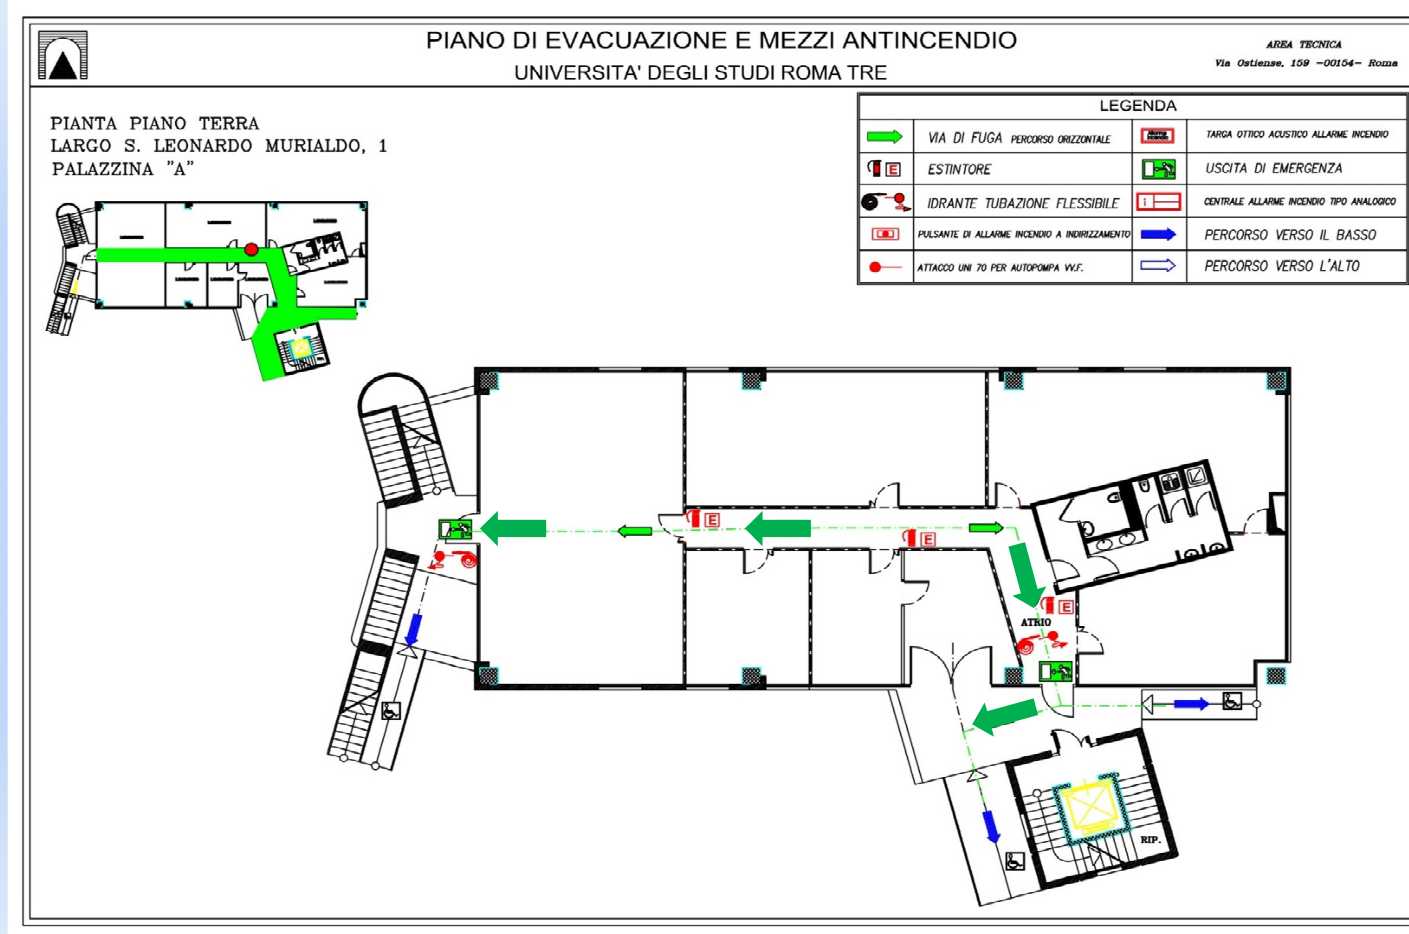 PIANO DI EVACUAZIONE E MEZZI ANTINCENDIO
UNIVERSITA' DEGLI STUDI ROMA TRE
AREA TECNICA
Via Ostiense, 159 -00154- Roma
PIANTA PIANO TERRA
LARGO S. LEONARDO MURIALDO, 1
PALAZZINA "A"
LEGENDA
VIA DI FUGA PERCORSO ORIZZONTALE
Allarme Incendio
TARGA OTTICO ACUSTICO ALLARME INCENDIO
E
ESTINTORE
USCITA DI EMERGENZA
IDRANTE TUBAZIONE FLESSIBILE
CENTRALE ALLARME INCENDIO TIPO ANALOGICO
PULSANTE DI ALLARME INCENDIO A INDIRIZZAMENTO
PERCORSO VERSO IL BASSO
ATTACCO UNI 70 PER AUTOPOMPA VV.F.
PERCORSO VERSO L'ALTO
E
E
E
ATRIO
RIP.